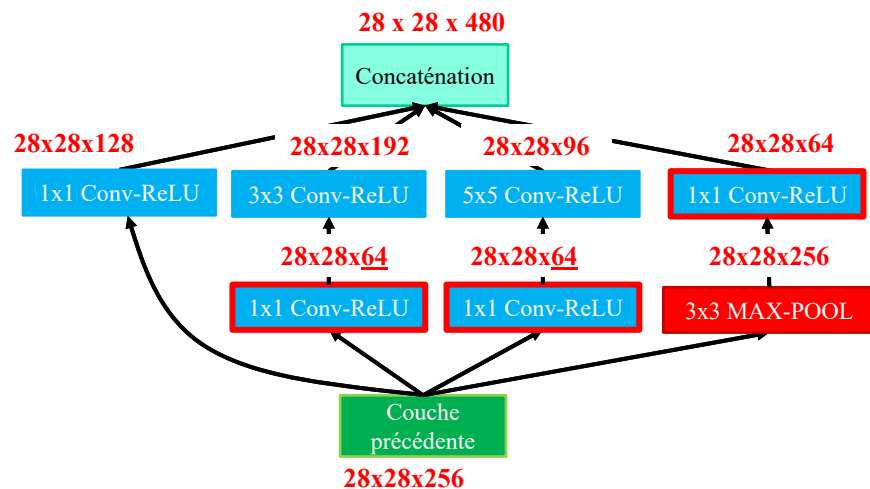 28 x 28 x 480
Concaténation
28x28x128
28x28x192
28x28x96
28x28x64
1x1 Conv-ReLU
3x3 Conv-ReLU
5x5 Conv-ReLU
1x1 Conv-ReLU
28x28x64
28x28x64
28x28x256
1x1 Conv-ReLU
1x1 Conv-ReLU
3x3 MAX-POOL
Couche
précédente
28x28x256